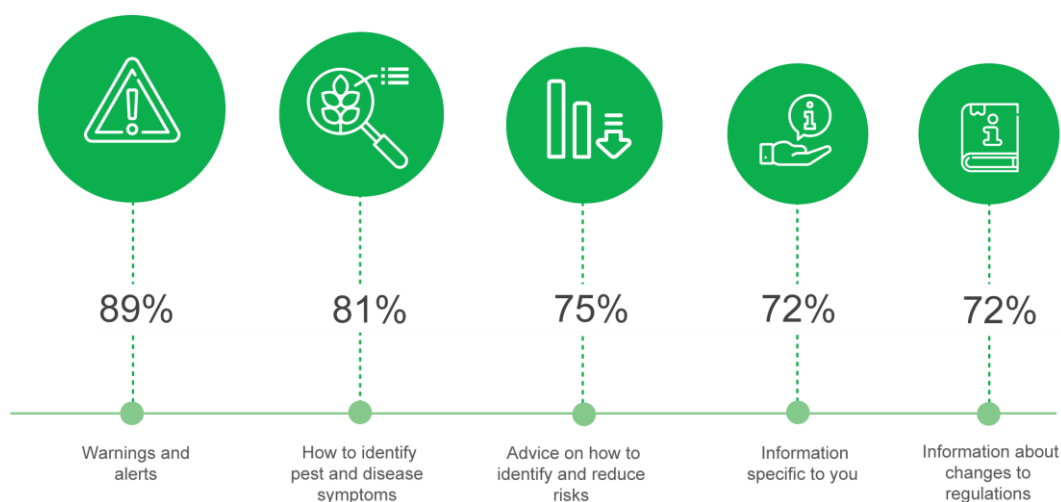 89%
81%
75%
72%
72%
Warnings and
alerts
How to identify
pest and disease
symptoms
Advice on how to
identify and reduce
risks
Information
specific to you
Information about
changes to
regulations